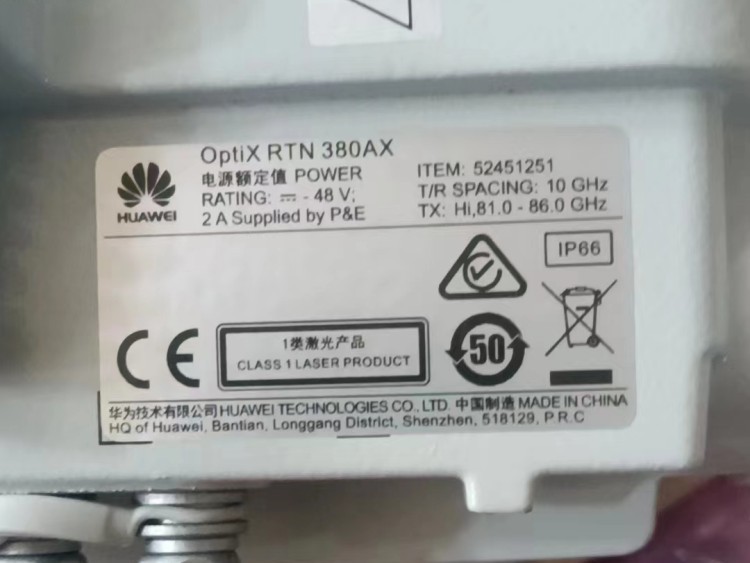 OptiX RTN 380AX
电源额定值 POWER
RATING: ⎓ - 48 V;
2 A Supplied by P&E
ITEM: 52451251
T/R SPACING: 10 GHz
TX: Hi,81.0 - 86.0 GHz
HUAWEI
IP66
CE
1类激光产品
CLASS 1 LASER PRODUCT
50
华为技术有限公司 HUAWEI TECHNOLOGIES CO., LTD. 中国制造 MADE IN CHINA
HQ of Huawei, Bantian, Longgang District, Shenzhen, 518129, P.R.C